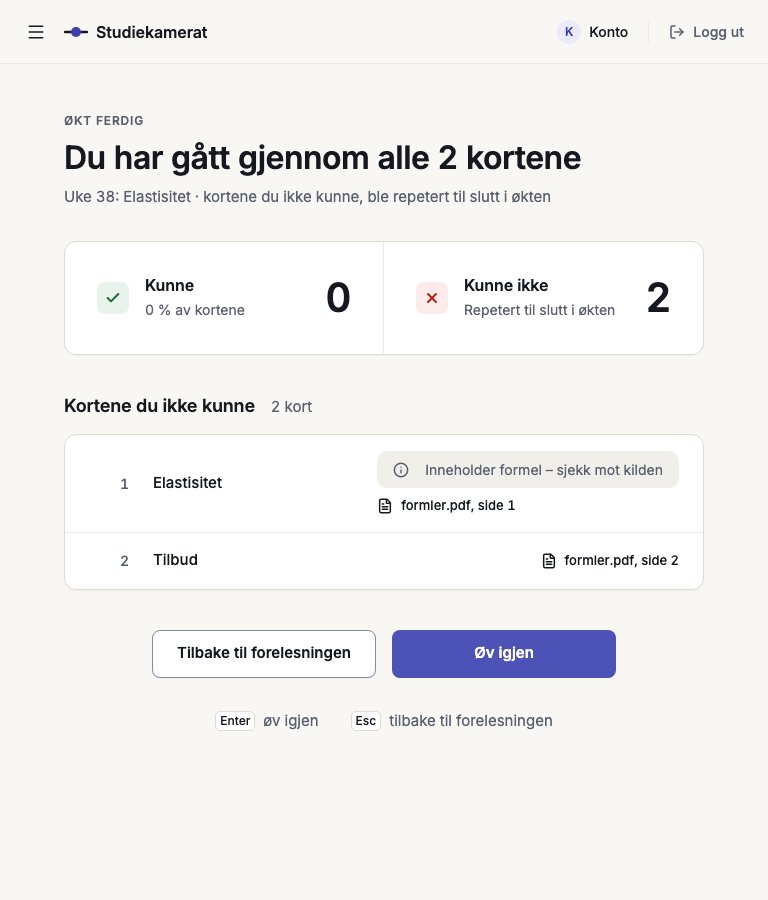 Studiekamerat
K Konto
Logg ut
ØKT FERDIG
Du har gått gjennom alle 2 kortene
Uke 38: Elastisitet · kortene du ikke kunne, ble repetert til slutt i økten
Kunne
0 % av kortene
0
Kunne ikke
Repetert til slutt i økten
2
Kortene du ikke kunne 2 kort
1 Elastisitet
Inneholder formel – sjekk mot kilden
formler.pdf, side 1
2 Tilbud
formler.pdf, side 2
Tilbake til forelesningen
Øv igjen
Enter øv igjen
Esc tilbake til forelesningen